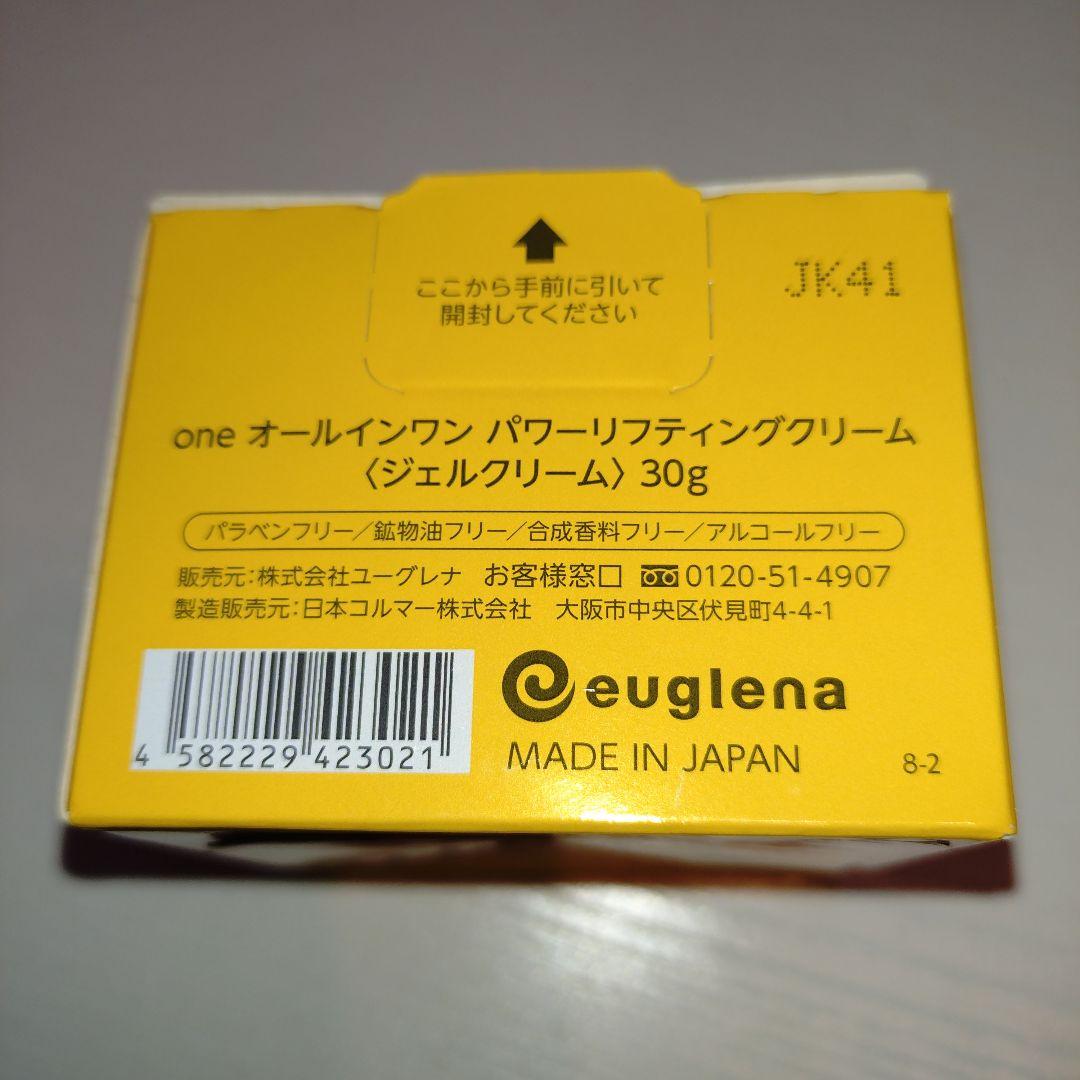 ここから手前に引いて
開封してください
JK41
one オールインワン パワーリフティングクリーム
〈ジェルクリーム〉 30g
パラベンフリー／鉱物油フリー／合成香料フリー／アルコールフリー
販売元：株式会社ユーグレナ お客様窓口 0120-51-4907
製造販売元：日本コルマー株式会社 大阪市中央区伏見町4-4-1
euglena
4 582229 423021
MADE IN JAPAN
8-2